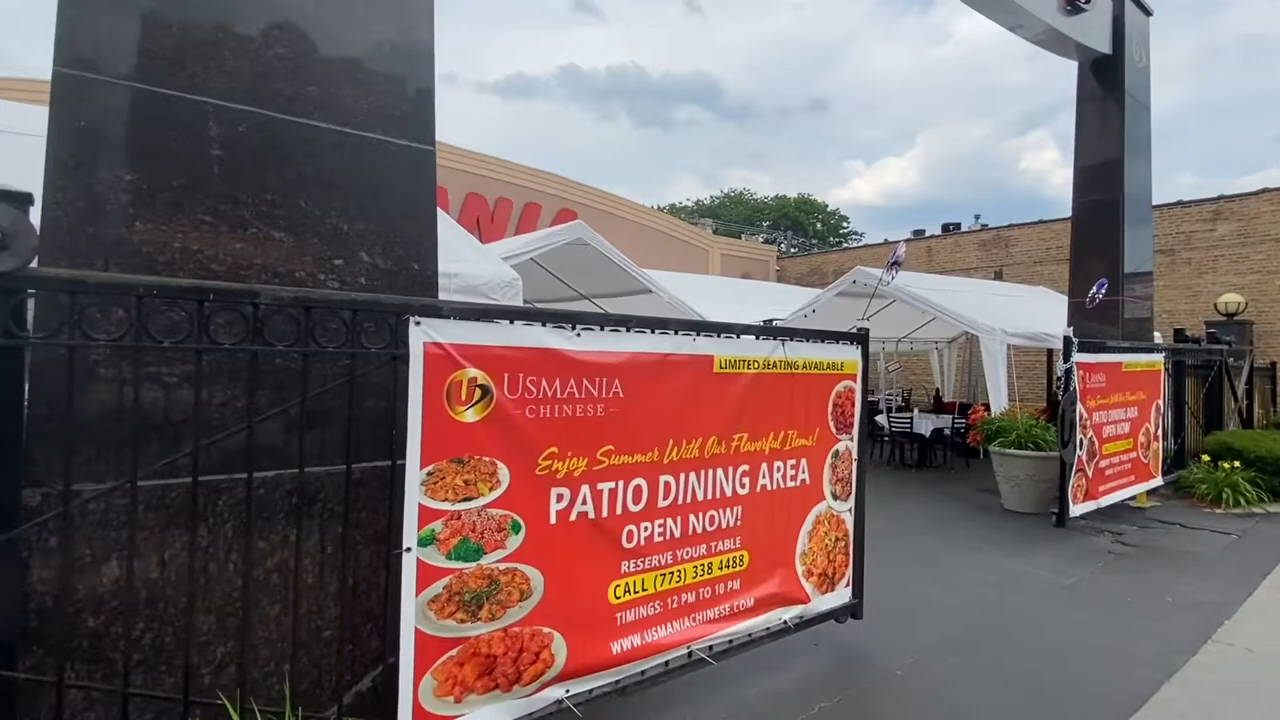 ANIA
LIMITED SEATING AVAILABLE
USMANIA
CHINESE
Enjoy Summer With Our Flavorful Items!
PATIO DINING AREA
OPEN NOW!
RESERVE YOUR TABLE
CALL (773) 338 4488
TIMINGS: 12 PM TO 10 PM
WWW.USMANIACHINESE.COM
PATIO DINING AREA
OPEN NOW!